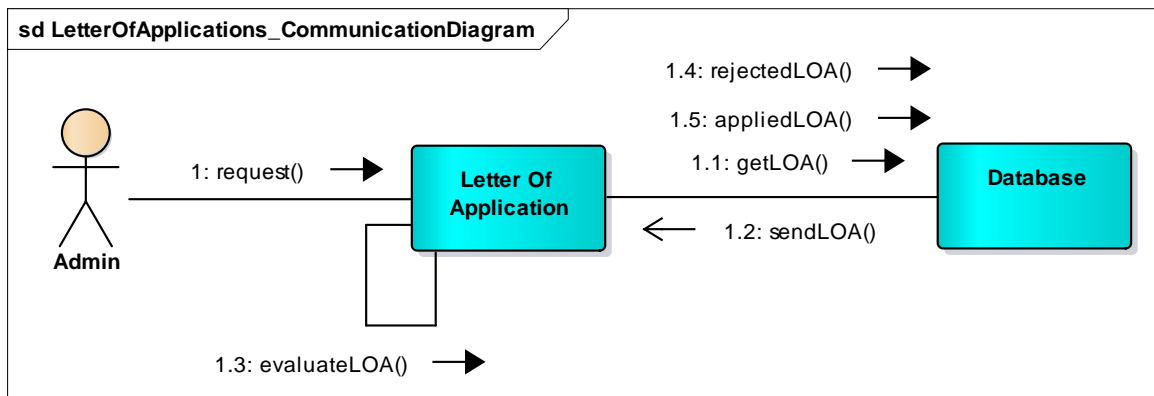 sd LetterOfApplications_CommunicationDiagram
1.4: rejectedLOA()
1.5: appliedLOA()
1: request()
1.1: getLOA()
Letter Of
Application
Database
1.2: sendLOA()
Admin
1.3: evaluateLOA()